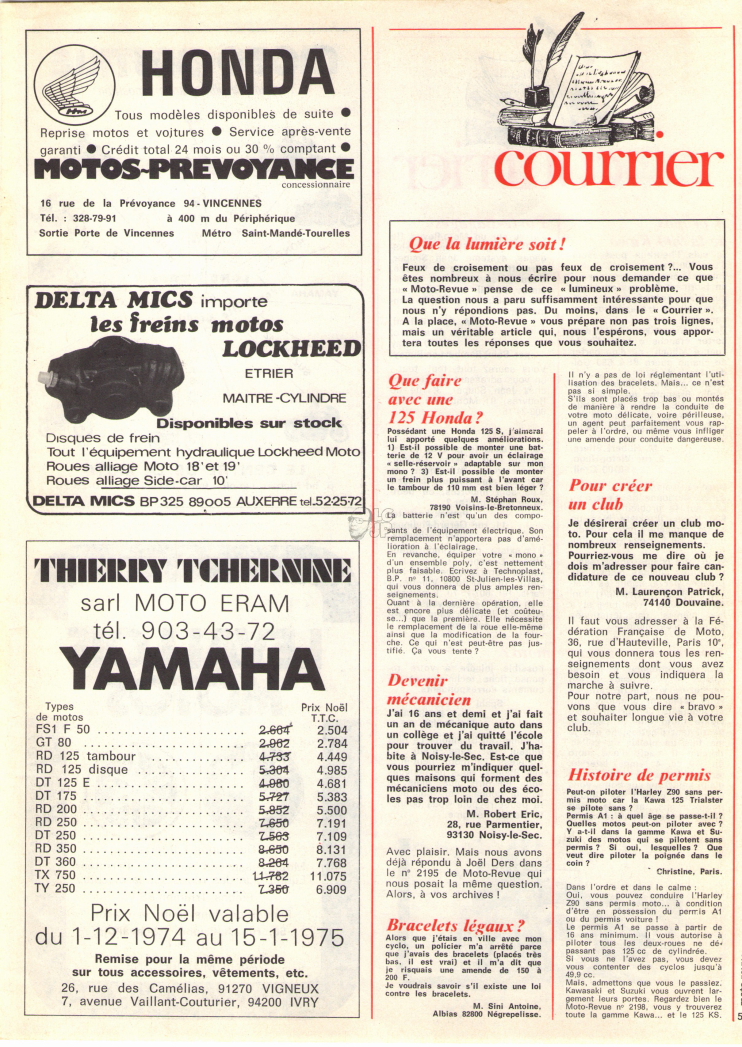 HONDA
Tous modèles disponibles de suite ●
Reprise motos et voitures ● Service après-vente
garanti ● Crédit total 24 mois ou 30 % comptant ●
MOTOS-PREVOYANCE
concessionnaire
16 rue de la Prévoyance 94 - VINCENNES
Tél. : 328-79-91 à 400 m du Périphérique
Sortie Porte de Vincennes Métro Saint-Mandé-Tourelles
DELTA MICS importe
les freins motos
LOCKHEED
ETRIER
MAITRE-CYLINDRE
Disponibles sur stock
Disques de frein
Tout l'équipement hydraulique Lockheed Moto
Roues alliage Moto 18'et 19'
Roues alliage Side-car 10'
DELTA MICS BP 325 89005 AUXERRE tel.52-25-72
THIERRY TCHERNINE
sarl MOTO ERAM
tél. 903-43-72
YAMAHA
Types Prix Noël
de motos T.T.C.
FS1 F 50 2.664 2.504
GT 80 2.962 2.784
RD 125 tambour 4.733 4.449
RD 125 disque 5.304 4.985
DT 125 E 4.980 4.681
DT 175 5.727 5.383
RD 200 5.852 5.500
RD 250 7.650 7.191
DT 250 7.563 7.109
RD 350 8.650 8.131
DT 360 8.264 7.768
TX 750 11.782 11.075
TY 250 7.350 6.909
Prix Noël valable
du 1-12-1974 au 15-1-1975
Remise pour la même période
sur tous accessoires, vêtements, etc.
26, rue des Camélias, 91270 VIGNEUX
7, avenue Vaillant-Couturier, 94200 IVRY
courrier
Que la lumière soit !
Feux de croisement ou pas feux de croisement ?... Vous
êtes nombreux à nous écrire pour nous demander ce que
« Moto-Revue » pense de ce « lumineux » problème.
La question nous a paru suffisamment intéressante pour que
nous n'y répondions pas. Du moins, dans le « Courrier ».
A la place, « Moto-Revue » vous prépare non pas trois lignes,
mais un véritable article qui, nous l'espérons, vous appor-
tera toutes les réponses que vous souhaitez.
Que faire
avec une
125 Honda ?
Possédant une Honda 125 S, j'aimerai
lui apporté quelques améliorations.
1) Est-il possible de monter une bat-
terie de 12 V pour avoir un éclairage
« selle-réservoir » adaptable sur mon
mono ? 3) Est-il possible de monter
un frein plus puissant à l'avant car
le tambour de 110 mm est bien léger ?
M. Stéphan Roux,
78190 Voisins-le-Bretonneux.
La batterie n'est qu'un des compo-
sants de l'équipement électrique. Son
remplacement n'apportera pas d'amé-
lioration à l'éclairage.
En revanche, équiper votre « mono »
d'un ensemble poly, c'est nettement
plus faisable. Ecrivez à Technoplast,
B.P. n° 11, 10800 St-Julien-les-Villas,
qui vous donnera de plus amples ren-
seignements.
Quant à la dernière opération, elle
est encore plus délicate (et coûteu-
se...) que la première. Elle nécessite
le remplacement de la roue elle-même
ainsi que la modification de la four-
che. Ce qui n'est peut-être pas jus-
tifié. Ça vous tente ?
Devenir
mécanicien
J'ai 16 ans et demi et j'ai fait
un an de mécanique auto dans
un collège et j'ai quitté l'école
pour trouver du travail. J'ha-
bite à Noisy-le-Sec. Est-ce que
vous pourriez m'indiquer quel-
ques maisons qui forment des
mécaniciens moto ou des éco-
les pas trop loin de chez moi.
M. Robert Eric,
28, rue Parmentier,
93130 Noisy-le-Sec.
Avec plaisir. Mais nous avons
déjà répondu à Joël Ders dans
le n° 2195 de Moto-Revue qui
nous posait la même question.
Alors, à vos archives !
Bracelets légaux ?
Alors que j'étais en ville avec mon
cyclo, un policier m'a arrêté parce
que j'avais des bracelets (placés très
bas, il est vrai) et il m'a dit que
je risquais une amende de 150 à
200 F.
Je voudrais savoir s'il existe une loi
contre les bracelets.
M. Sini Antoine,
Albias 82800 Négrepelisse.
Il n'y a pas de loi réglementant l'uti-
lisation des bracelets. Mais... ce n'est
pas si simple.
S'ils sont placés trop bas ou montés
de manière à rendre la conduite de
votre moto délicate, voire périlleuse,
un agent peut parfaitement vous rap-
peler à l'ordre, ou même vous infliger
une amende pour conduite dangereuse.
Pour créer
un club
Je désirerai créer un club mo-
to. Pour cela il me manque de
nombreux renseignements.
Pourriez-vous me dire où je
dois m'adresser pour faire can-
didature de ce nouveau club ?
M. Laurençon Patrick,
74140 Douvaine.
Il faut vous adresser à la Fé-
dération Française de Moto,
36, rue d'Hauteville, Paris 10e,
qui vous donnera tous les ren-
seignements dont vous avez
besoin et vous indiquera la
marche à suivre.
Pour notre part, nous ne pou-
vons que vous dire « bravo »
et souhaiter longue vie à votre
club.
Histoire de permis
Peut-on piloter l'Harley Z90 sans per-
mis moto car la Kawa 125 Trialster
se pilote sans ?
Permis A1 : à quel âge se passe-t-il ?
Quelles motos peut-on piloter avec ?
Y a-t-il dans la gamme Kawa et Su-
zuki des motos qui se pilotent sans
permis ? Si oui, lesquelles ? Que
veut dire piloter la poignée dans le
coin ?
Christine, Paris.
Dans l'ordre et dans le calme :
Oui, vous pouvez conduire l'Harley
Z90 sans permis moto... à condition
d'être en possession du permis A1
ou du permis voiture !
Le permis A1 se passe à partir de
16 ans minimum. Il vous autorise à
piloter tous les deux-roues ne dé-
passant pas 125 cc de cylindrée.
Si vous ne l'avez pas, vous devez
vous contenter des cyclos jusqu'à
49,9 cc.
Mais, admettons que vous le passiez.
Kawasaki et Suzuki vous ouvrent lar-
gement leurs portes. Regardez bien le
Moto-Revue n° 2198, vous y trouverez
toute la gamme Kawa... et le 125 KS.
5